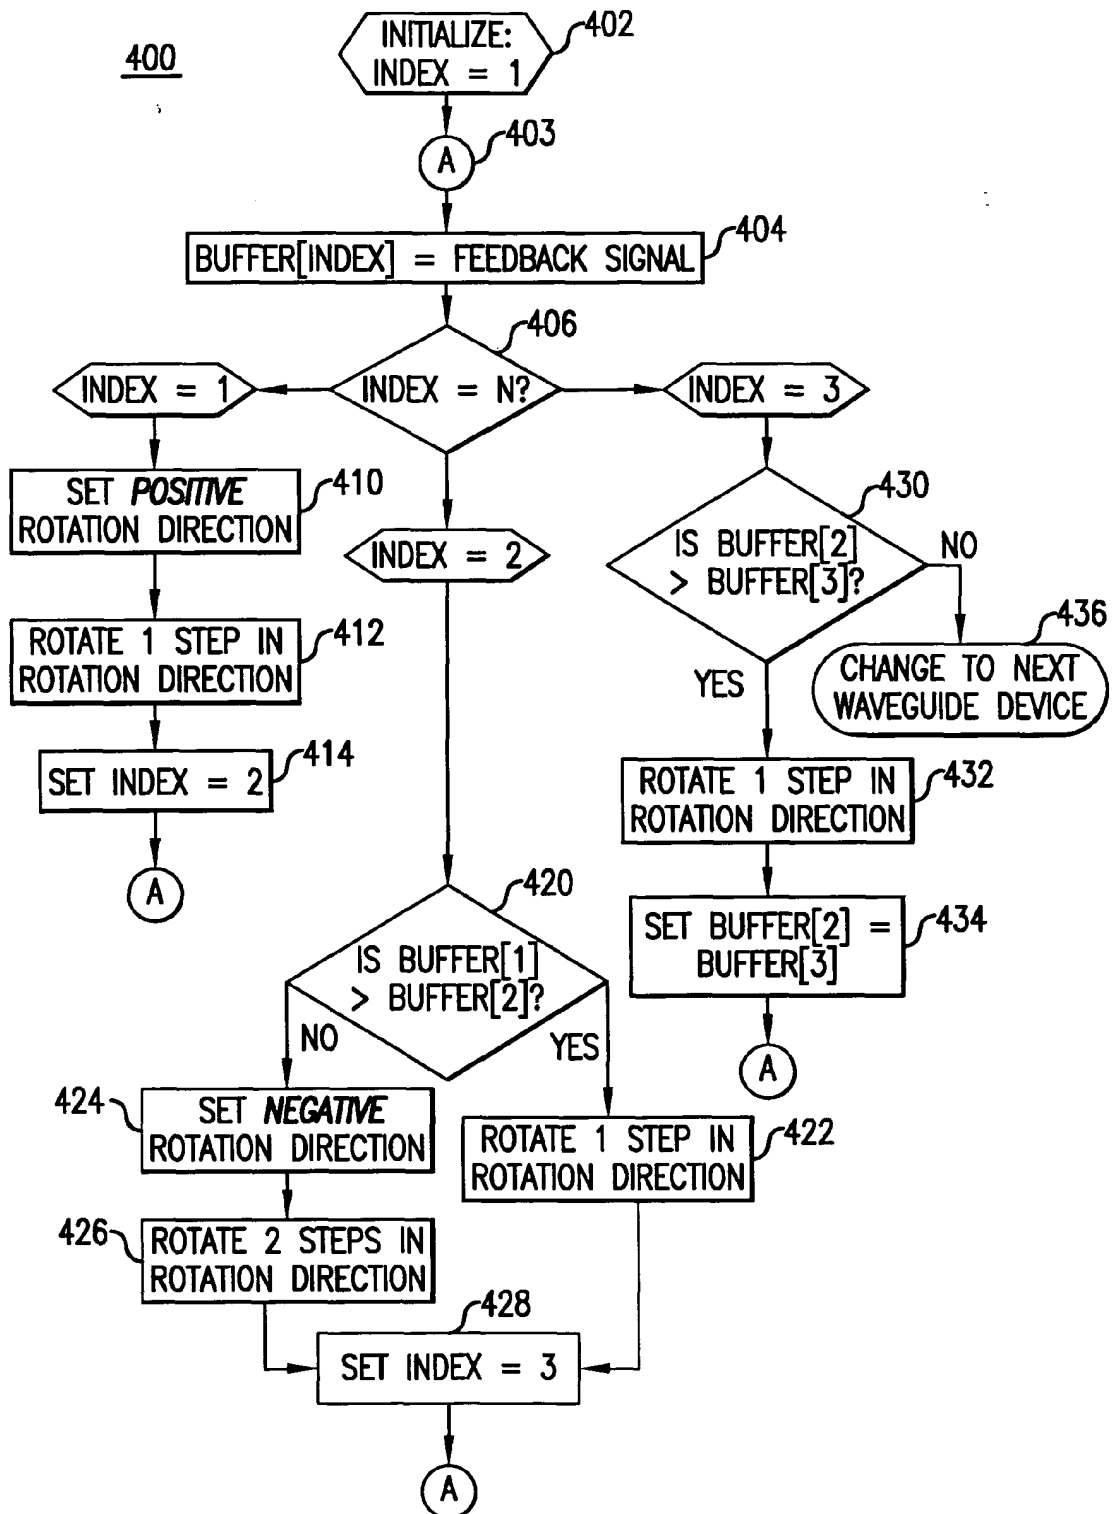 400
INITIALIZE:
INDEX = 1
402
A
403
BUFFER[INDEX] = FEEDBACK SIGNAL
404
406
INDEX = 1
INDEX = N?
INDEX = 3
SET POSITIVE
ROTATION DIRECTION
410
INDEX = 2
IS BUFFER[2]
> BUFFER[3]?
430
NO
YES
436
CHANGE TO NEXT
WAVEGUIDE DEVICE
ROTATE 1 STEP IN
ROTATION DIRECTION
412
SET INDEX = 2
414
A
ROTATE 1 STEP IN
ROTATION DIRECTION
432
SET BUFFER[2] =
BUFFER[3]
434
A
420
IS BUFFER[1]
> BUFFER[2]?
NO
YES
424
SET NEGATIVE
ROTATION DIRECTION
ROTATE 1 STEP IN
ROTATION DIRECTION
422
426
ROTATE 2 STEPS IN
ROTATION DIRECTION
428
SET INDEX = 3
A